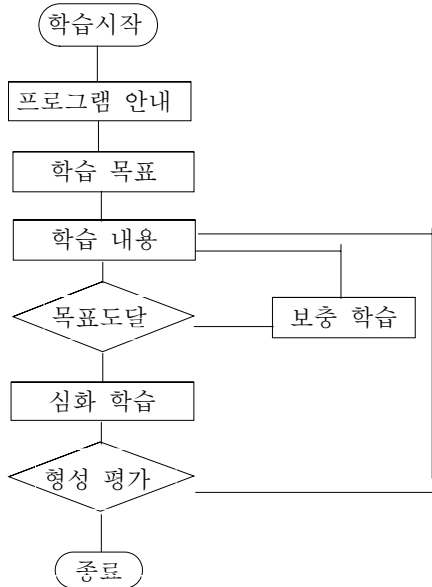 학습시작
프로그램 안내
학습 목표
학습 내용
목표도달
보충 학습
심화 학습
형성 평가
종료